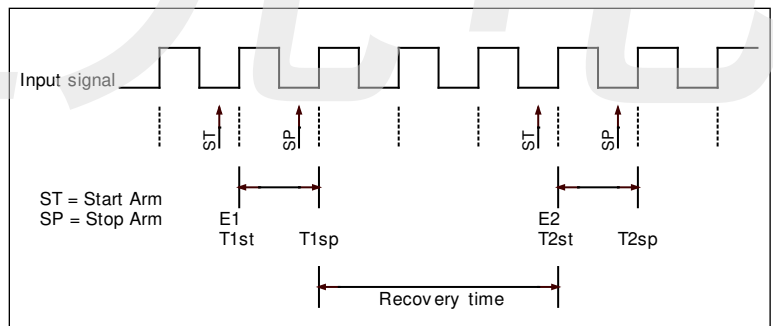 Input signal
ST
SP
ST
SP
ST = Start Arm
SP = Stop Arm
E1
E2
T1st
T1sp
T2st
T2sp
Recovery time